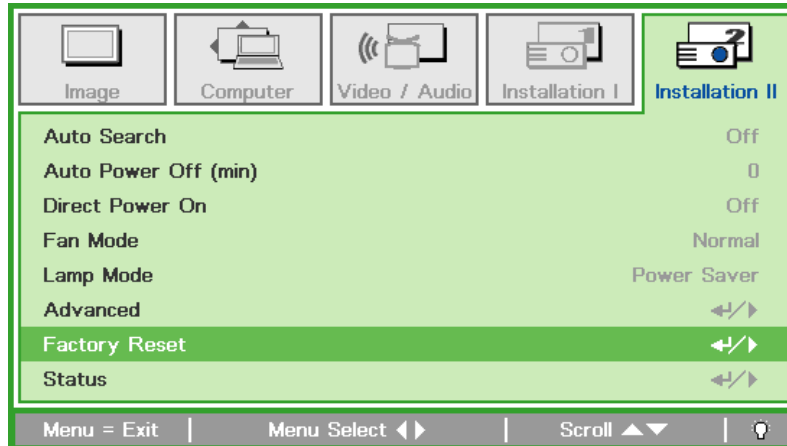 Image Computer Video / Audio Installation I Installation II
Auto Search Off
Auto Power Off (min) 0
Direct Power On Off
Fan Mode Normal
Lamp Mode Power Saver
Advanced
Factory Reset
Status
Menu = Exit Menu Select Scroll